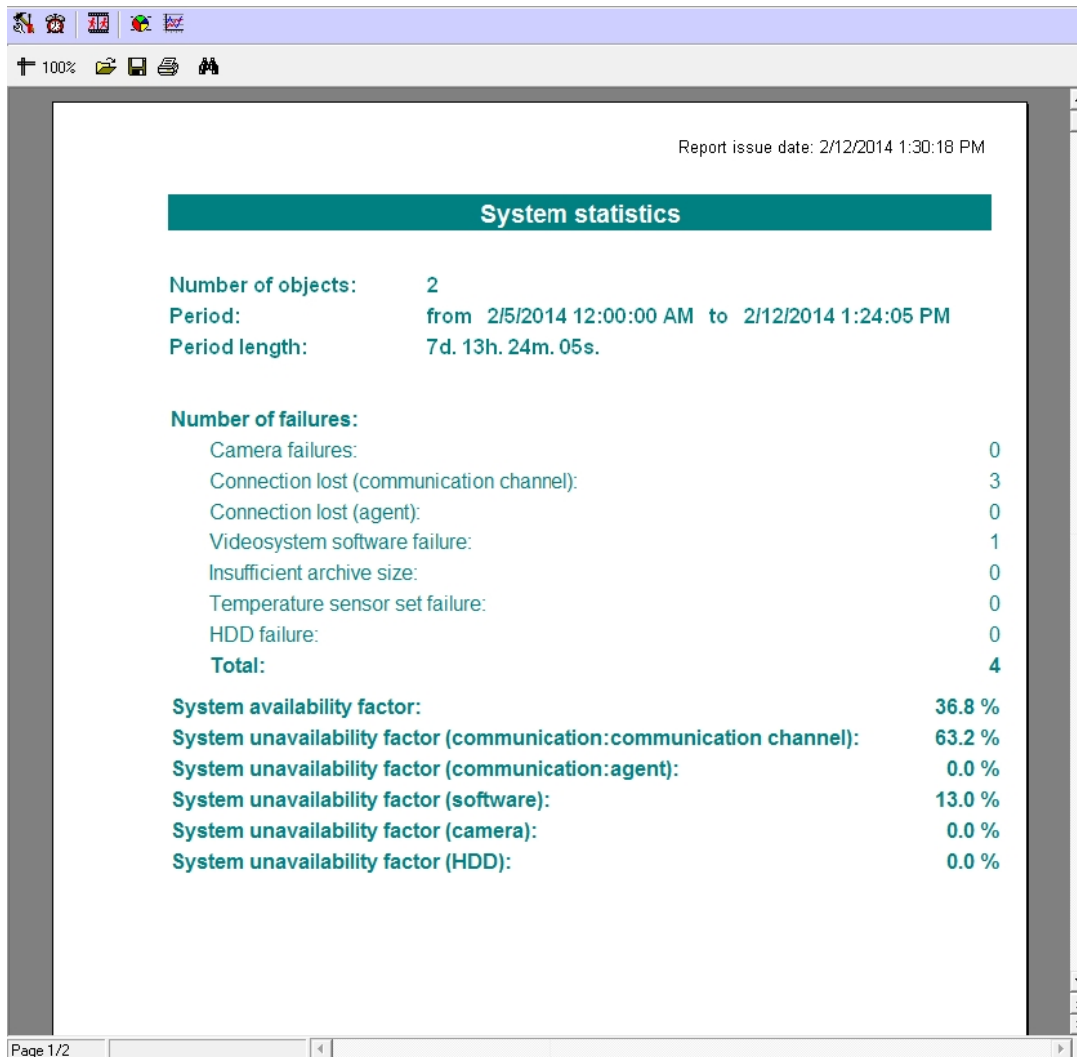 100%
Report issue date: 2/12/2014 1:30:18 PM
System statistics
Number of objects: 2
Period: from 2/5/2014 12:00:00 AM to 2/12/2014 1:24:05 PM
Period length: 7d. 13h. 24m. 05s.
Number of failures:
Camera failures: 0
Connection lost (communication channel): 3
Connection lost (agent): 0
Videosystem software failure: 1
Insufficient archive size: 0
Temperature sensor set failure: 0
HDD failure: 0
Total: 4
System availability factor: 36.8 %
System unavailability factor (communication:communication channel): 63.2 %
System unavailability factor (communication:agent): 0.0 %
System unavailability factor (software): 13.0 %
System unavailability factor (camera): 0.0 %
System unavailability factor (HDD): 0.0 %
Page 1/2